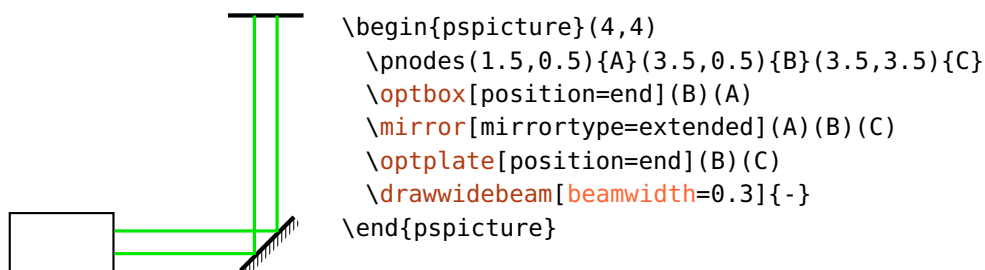 \begin{pspicture}(4,4)
  \pnodes(1.5,0.5){A}(3.5,0.5){B}(3.5,3.5){C}
  \optbox[position=end](B)(A)
  \mirror[mirrortype=extended](A)(B)(C)
  \optplate[position=end](B)(C)
  \drawwidebeam[beamwidth=0.3]{-}
\end{pspicture}